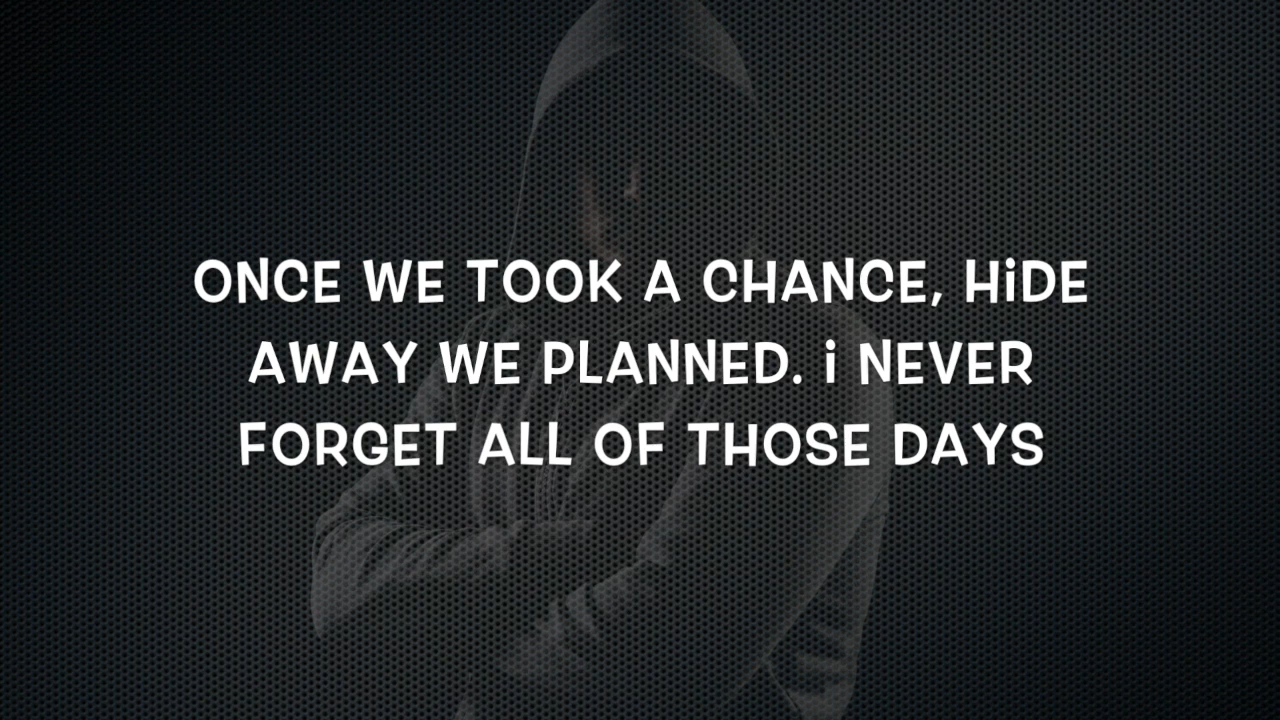 ONCE WE TOOK A CHANCE, HiDE
AWAY WE PLANNED. i NEVER
FORGET ALL OF THOSE DAYS